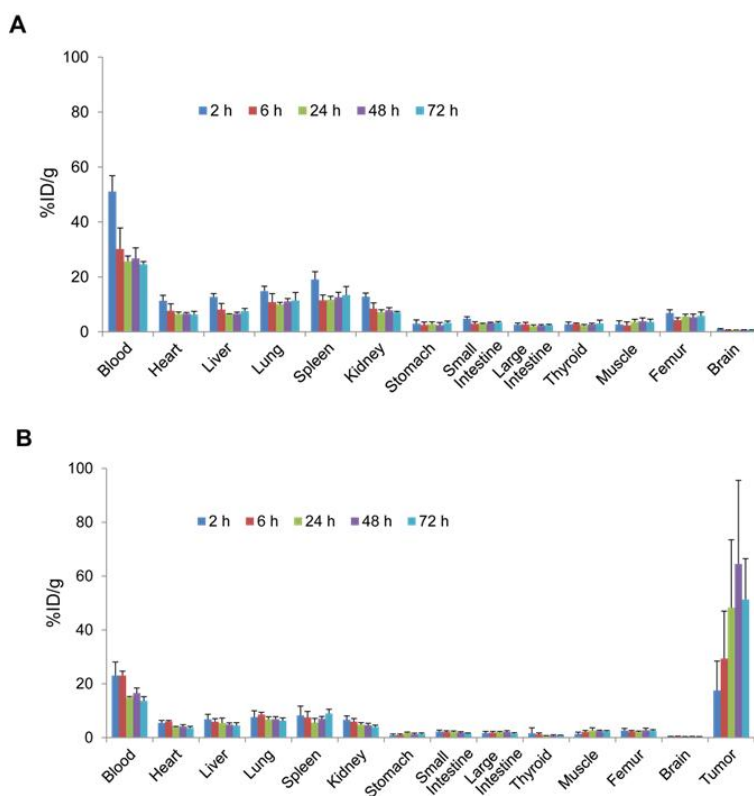 A
100
80
60
40
20
0
%ID/g
2 h 6 h 24 h 48 h 72 h
Blood
Heart
Liver
Lung
Spleen
Kidney
Stomach
Small
Intestine
Large
Intestine
Thyroid
Muscle
Femur
Brain
B
100
80
60
40
20
0
%ID/g
2 h 6 h 24 h 48 h 72 h
Blood
Heart
Liver
Lung
Spleen
Kidney
Stomach
Small
Intestine
Large
Intestine
Thyroid
Muscle
Femur
Brain
Tumor